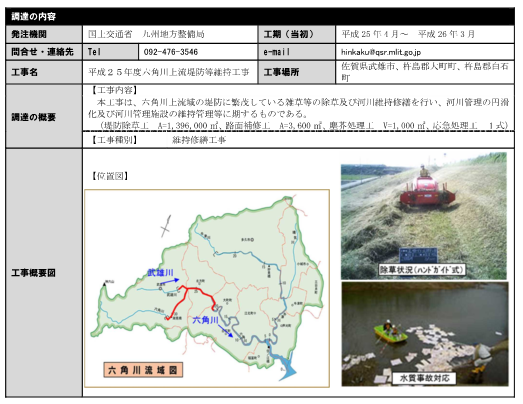 調達の内容
発注機関 国土交通省 九州地方整備局 工期（当初） 平成25年4月～ 平成26年3月
問合せ・連絡先 Tel 092-476-3546 e-mail hinkaku@qsr.mlit.go.jp
工事名 平成２５年度六角川上流堤防等維持工事 工事場所 佐賀県武雄市、杵島郡大町町、杵島郡白石
町
調達の概要
【工事内容】
本工事は、六角川上流域の堤防に繁茂している雑草等の除草及び河川維持修繕を行い、河川管理の円滑
化及び河川管理施設の維持管理等に期するものである。
（堤防除草工 A=1,396,000㎡、路面補修工 A=3,600㎡、塵芥処理工 V=1,000㎥、応急処理工 1式）
【工事種別】 維持修繕工事
工事概要図
【位置図】
武雄川
六角川
六角川流域図
除草状況(ﾊﾝﾄﾞｶﾞｲﾄﾞ式)
水質事故対応